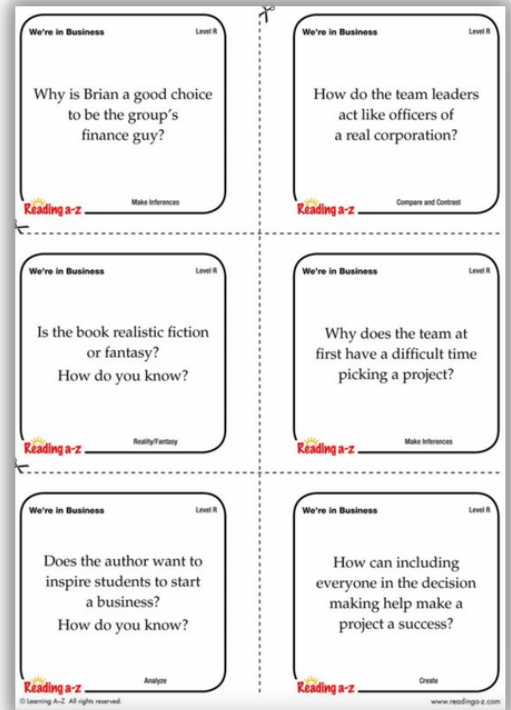 We're in Business
Level R
Why is Brian a good choice
to be the group's
finance guy?
Make Inferences
Reading a-z
We're in Business
Level R
How do the team leaders
act like officers of
a real corporation?
Compare and Contrast
Reading a-z
We're in Business
Level R
Is the book realistic fiction
or fantasy?
How do you know?
Reality/Fantasy
Reading a-z
We're in Business
Level R
Why does the team at
first have a difficult time
picking a project?
Make Inferences
Reading a-z
We're in Business
Level R
Does the author want to
inspire students to start
a business?
How do you know?
Analyze
Reading a-z
We're in Business
Level R
How can including
everyone in the decision
making help make a
project a success?
Create
Reading a-z
© Learning A–Z All rights reserved.
www.readinga-z.com